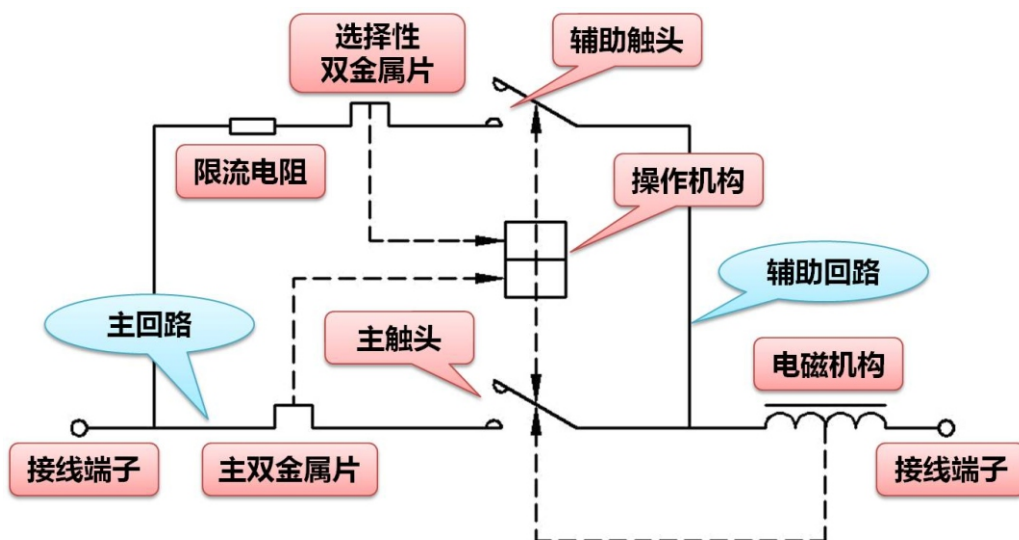 选择性
双金属片
辅助触头
限流电阻
操作机构
辅助回路
主回路
主触头
电磁机构
接线端子
主双金属片
接线端子